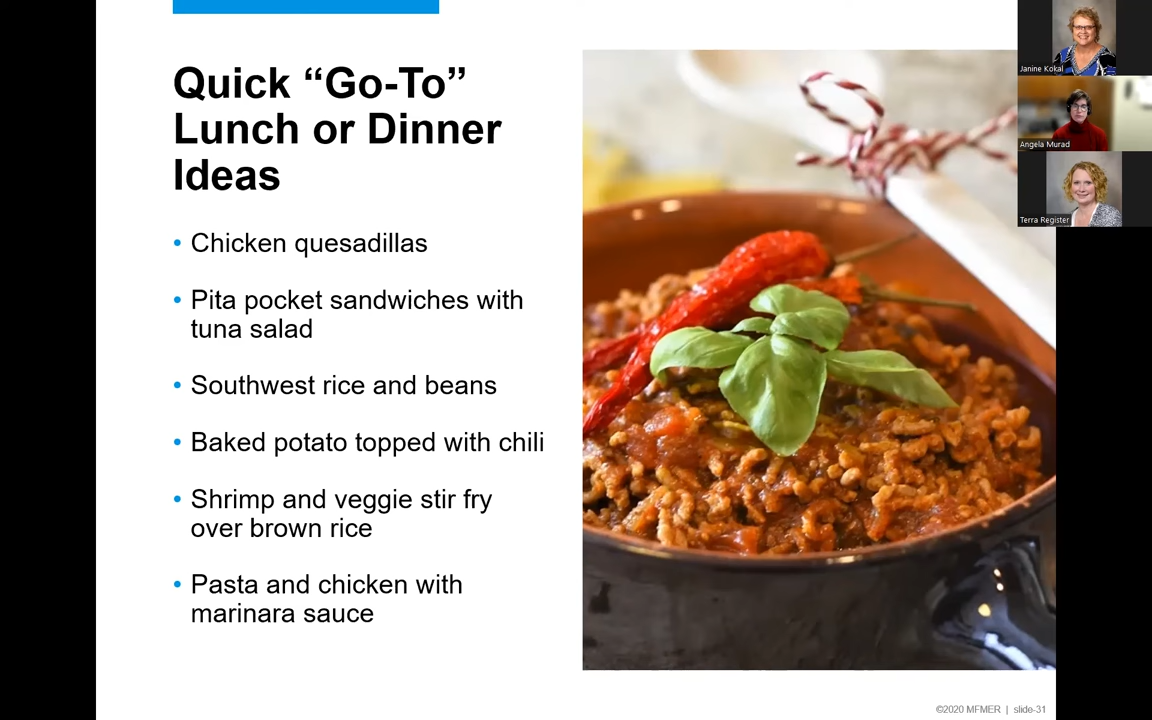 Quick “Go-To”
Lunch or Dinner
Ideas
• Chicken quesadillas
• Pita pocket sandwiches with
tuna salad
• Southwest rice and beans
• Baked potato topped with chili
• Shrimp and veggie stir fry
over brown rice
• Pasta and chicken with
marinara sauce
Janine Kokal
Angela Murad
Terra Register
©2020 MFMER | slide-31